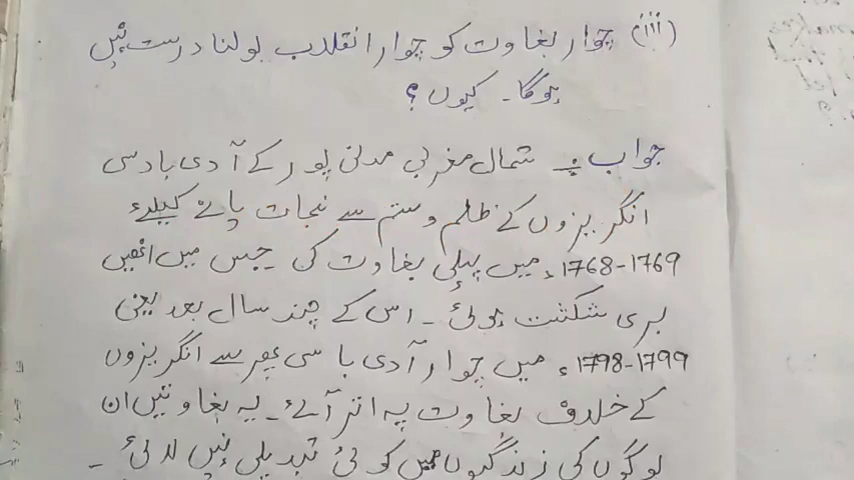 (iii) چوار بغاوت کو چوار انقلاب بولنا درست نہیں
ہوگا۔ کیوں؟
جواب :۔ شمال مغربی مدنی پور کے آدی باسی
انگریزوں کے ظلم و ستم سے نجات پانے کیلئے
1768-1769ء میں پہلی بغاوت کی جس میں انھیں
بری شکشت ہوئی ۔ اس کے چند سال بعد یعنی
1798-1799ء میں چوار آدی باسی پھر سے انگریزوں
کے خلاف بغاوت پہ اتر آئے۔ یہ بغاوتیں ان
لوگوں کی زندگیوں میں کوئی تبدیلی نہیں لائی ۔